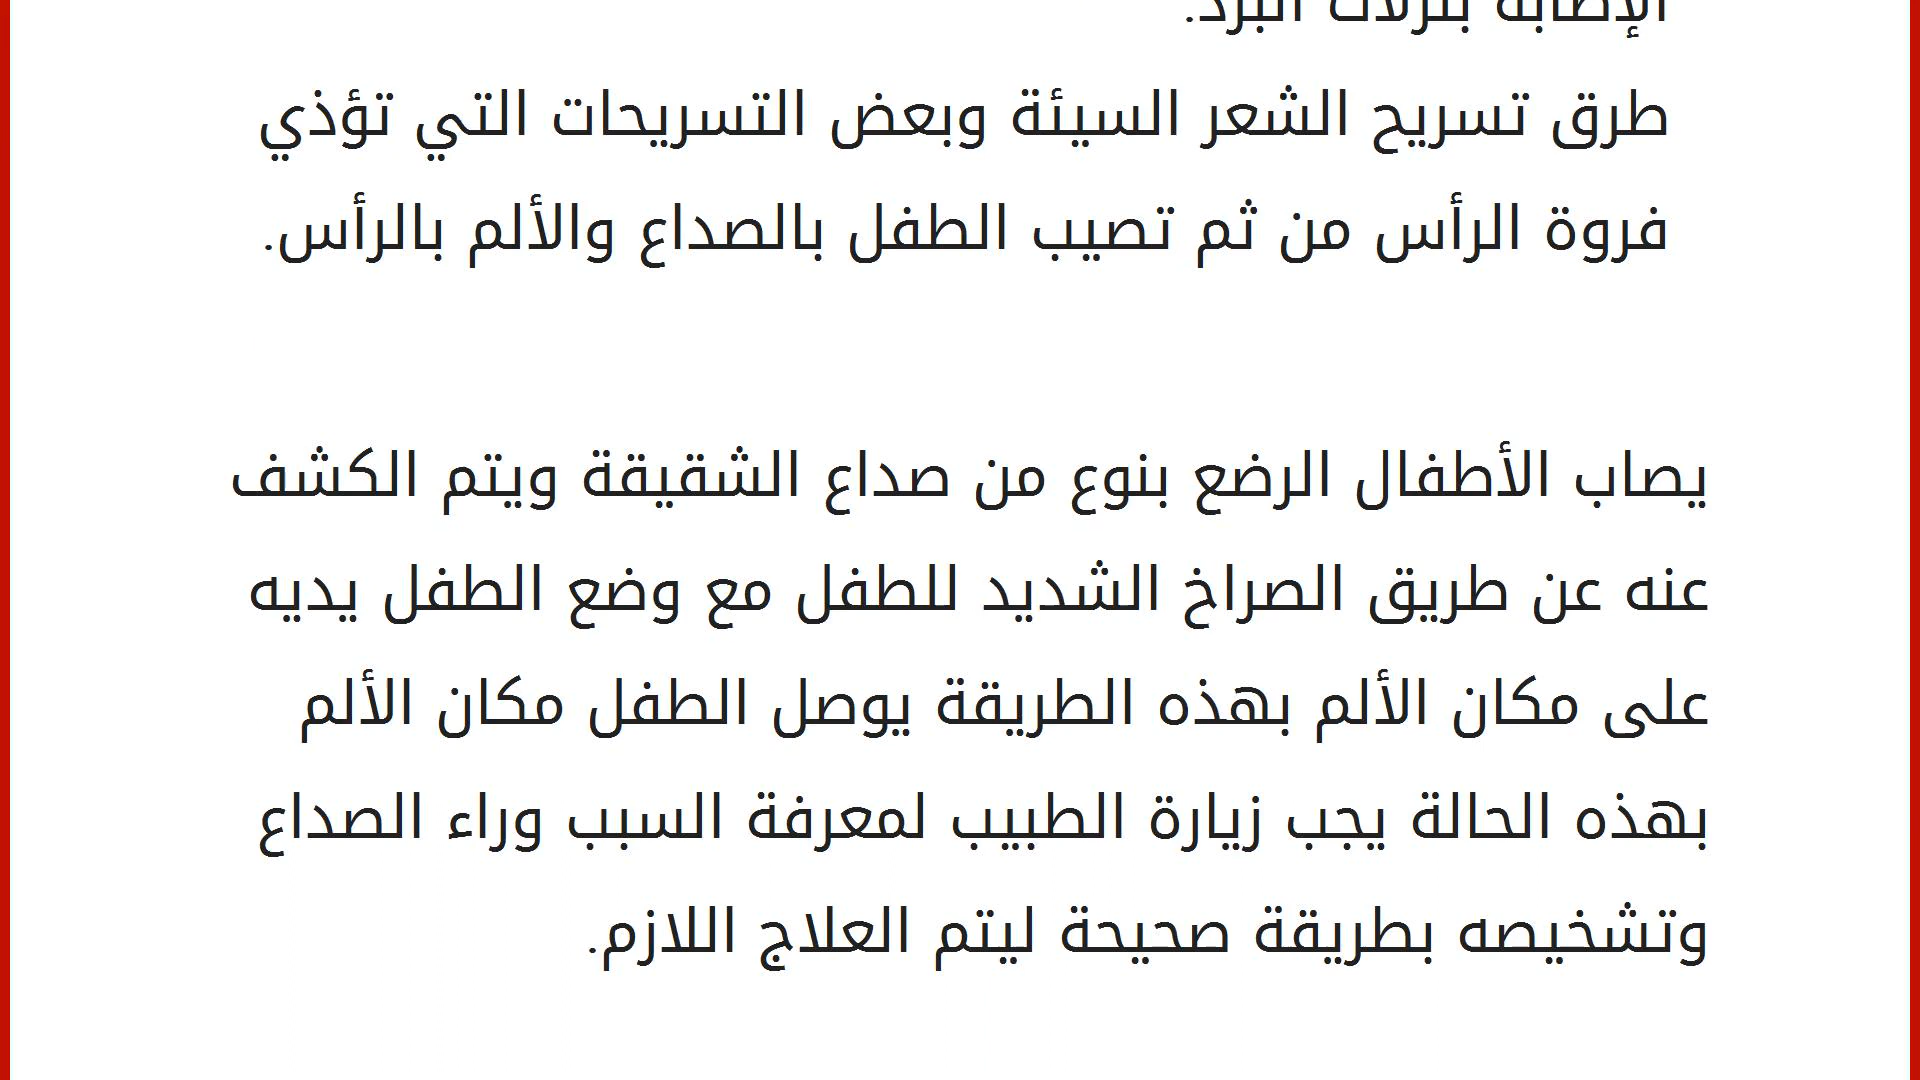 الإصابة بنزلات البرد.
طرق تسريح الشعر السيئة وبعض التسريحات التي تؤذي
فروة الرأس من ثم تصيب الطفل بالصداع والألم بالرأس.
يصاب الأطفال الرضع بنوع من صداع الشقيقة ويتم الكشف
عنه عن طريق الصراخ الشديد للطفل مع وضع الطفل يديه
على مكان الألم بهذه الطريقة يوصل الطفل مكان الألم
بهذه الحالة يجب زيارة الطبيب لمعرفة السبب وراء الصداع
وتشخيصه بطريقة صحيحة ليتم العلاج اللازم.